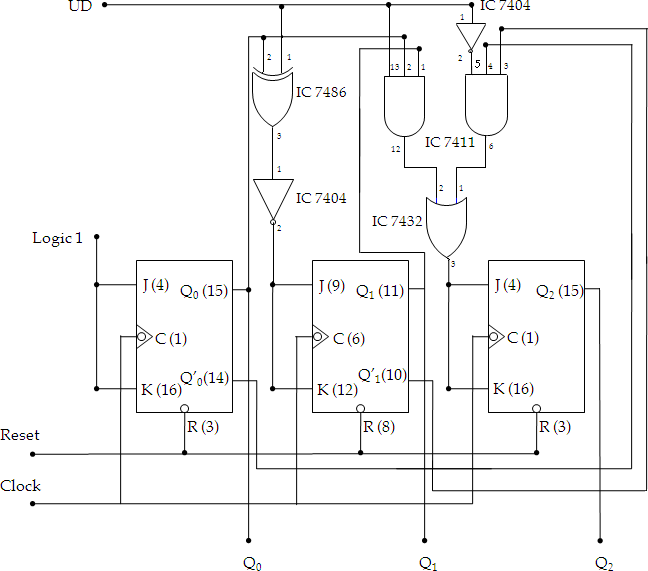 UD
IC 7404
1
2
5
4
3
2
1
13
2
1
IC 7486
3
12
IC 7411
6
1
IC 7404
2
2
1
IC 7432
3
Logic 1
J (4)
Q₀ (15)
J (9)
Q₁ (11)
J (4)
Q₂ (15)
C (1)
C (6)
C (1)
Q'₀(14)
Q'₁(10)
K (16)
K (12)
K (16)
R (3)
R (8)
R (3)
Reset
Clock
Q₀
Q₁
Q₂